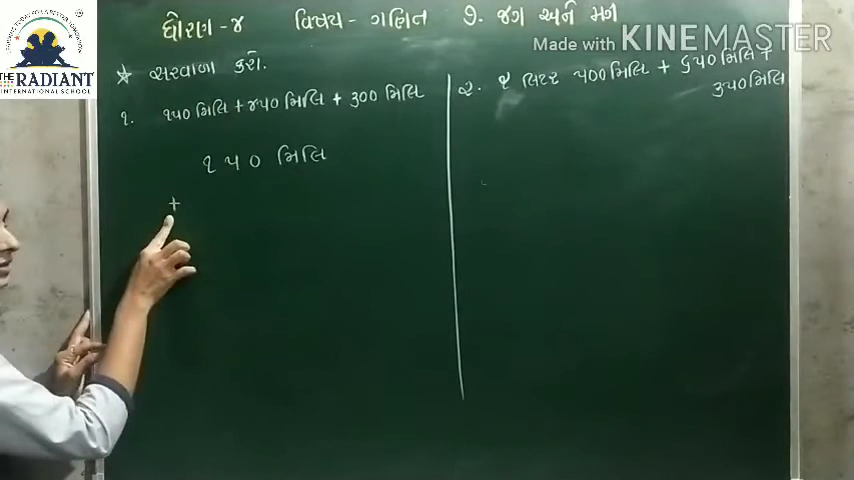 THE RADIANT
INTERNATIONAL SCHOOL
ધોરણ - ૪ વિષય - ગણિત ૭. જગ અને મગ
Made with KINEMASTER
☆ સરવાળા કરો.
૧. ૧૫૦ મિલિ + ૪૫૦ મિલિ + ૩૦૦ મિલિ
૧૫૦ મિલિ
+
૨. ૧ લિટર ૫૦૦ મિલિ + ૬૫૦ મિલિ +
૩૫૦ મિલિ